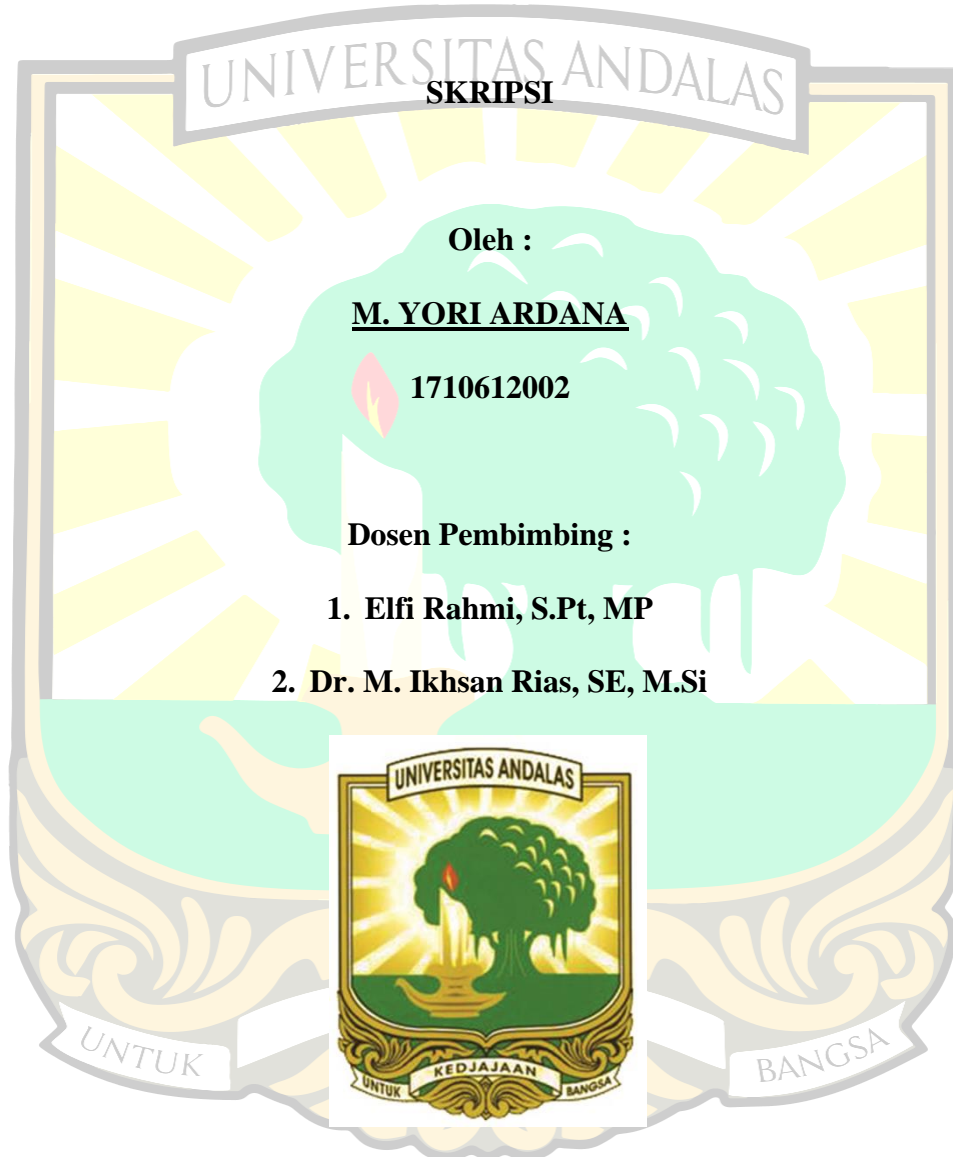 UNIVERSITAS ANDALAS
SKRIPSI
Oleh :
M. YORI ARDANA
1710612002
Dosen Pembimbing :
1. Elfi Rahmi, S.Pt, MP
2. Dr. M. Ikhsan Rias, SE, M.Si
UNIVERSITAS ANDALAS
UNTUK KEDJAJAAN BANGSA
UNTUK BANGSA